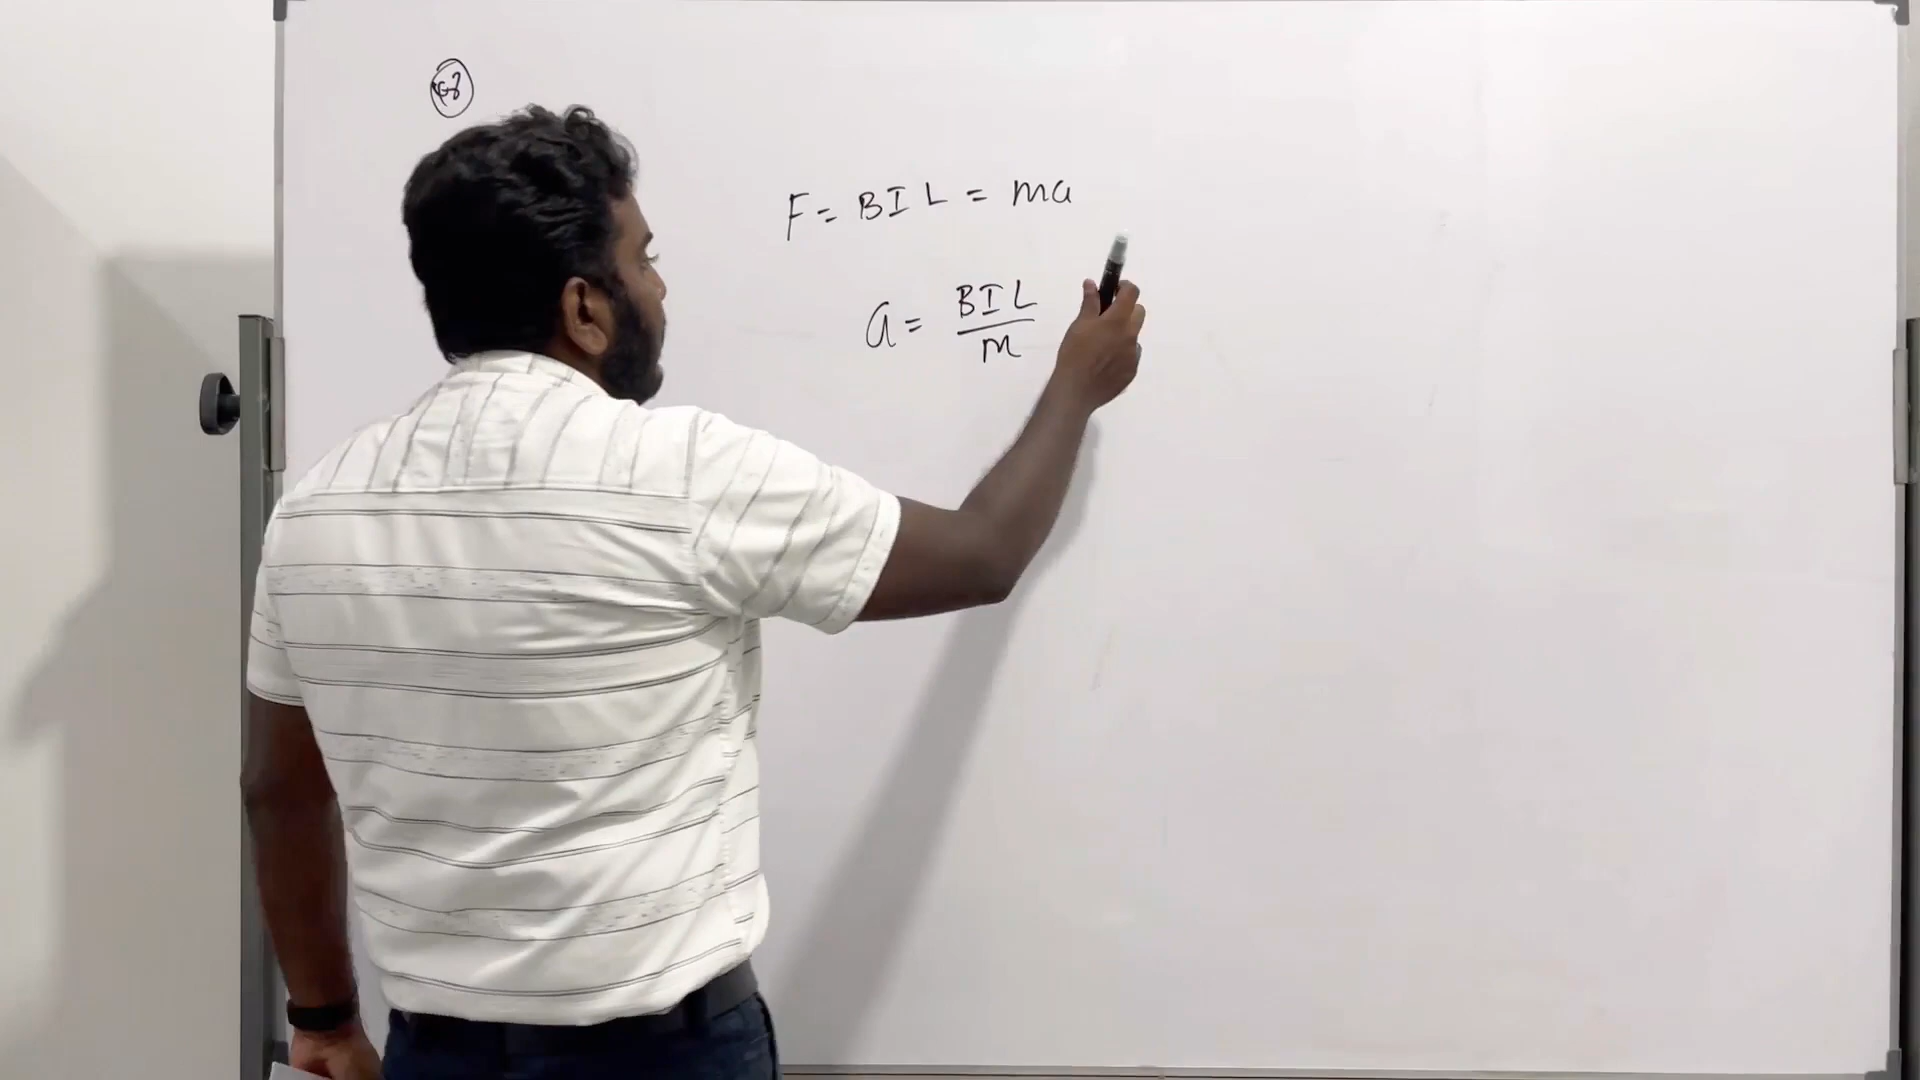 F = BIL = ma
a = BIL / m